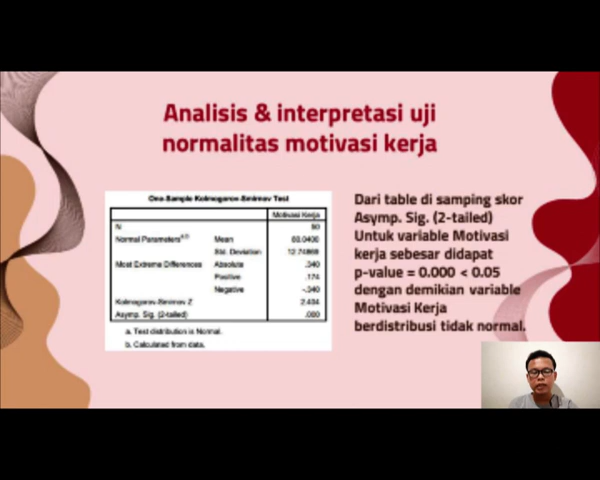 Analisis & interpretasi uji
normalitas motivasi kerja
One-Sample Kolmogorov-Smirnov Test
Motivasi Kerja
N
Normal Parameters a,b Mean
Std. Deviation
Most Extreme Differences Absolute .340
Positive .174
Negative -.340
Kolmogorov-Smirnov Z 2.404
Asymp. Sig. (2-tailed) .000
a. Test distribution is Normal.
b. Calculated from data.
Dari table di samping skor
Asymp. Sig. (2-tailed)
Untuk variable Motivasi
kerja sebesar didapat
p-value = 0.000 < 0.05
dengan demikian variable
Motivasi Kerja
berdistribusi tidak normal.